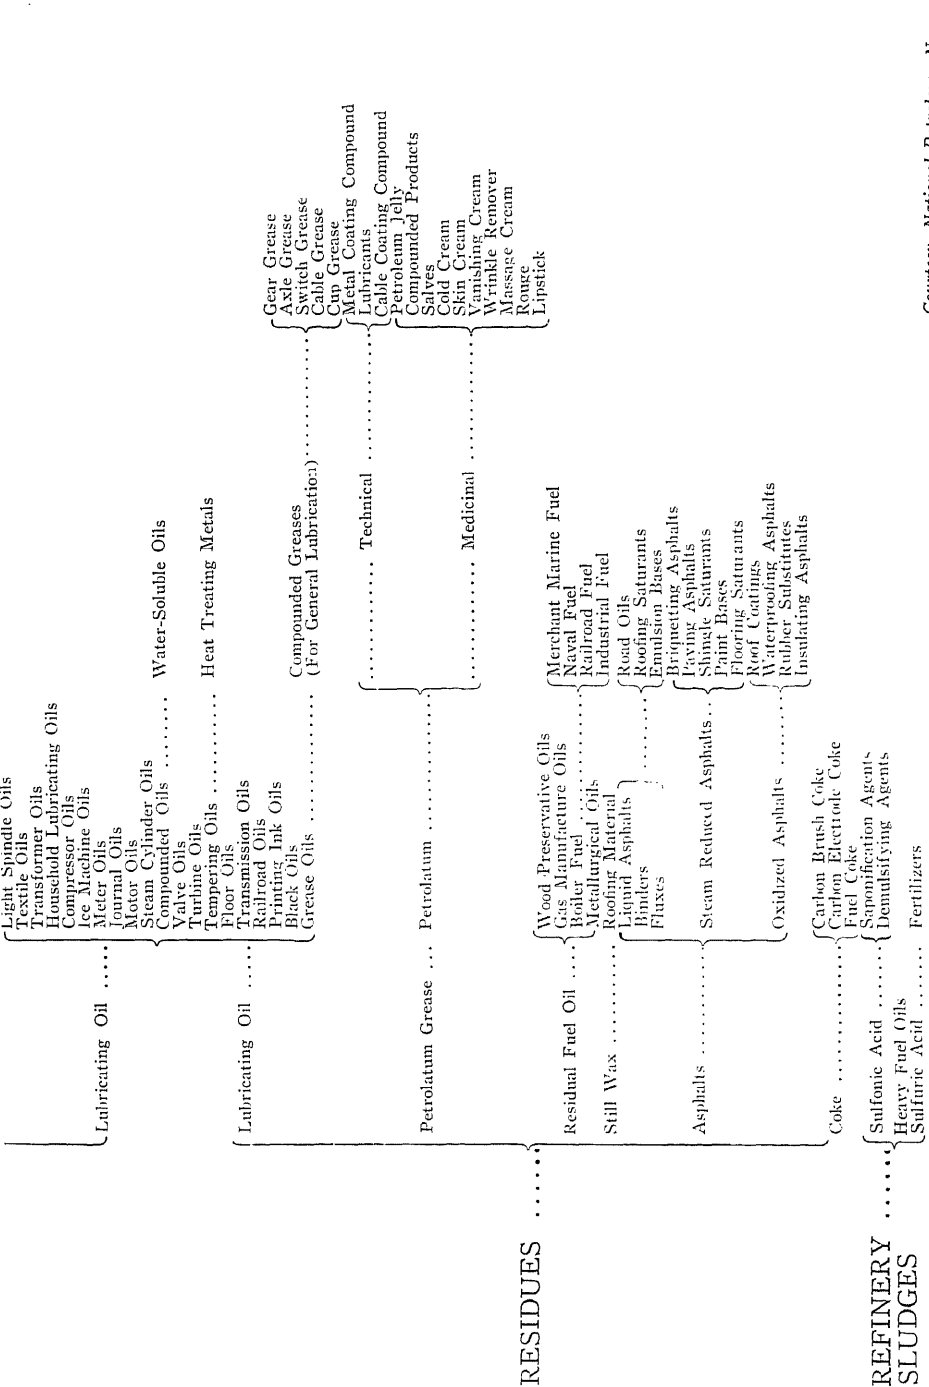 Light Spindle Oils
Textile Oils
Transformer Oils
Household Lubricating Oils
Compressor Oils
Ice Machine Oils
Meter Oils
Lubricating Oil .....
Journal Oils
Motor Oils
Steam Cylinder Oils
Compounded Oils ........ Water-Soluble Oils
Valve Oils
Turbine Oils
Tempering Oils .......... Heat Treating Metals
Floor Oils
Lubricating Oil .....
Transmission Oils
Railroad Oils
Printing Ink Oils
Black Oils
Grease Oils ................
Compounded Greases
(For General Lubrication) ................
Gear Grease
Axle Grease
Switch Grease
Cable Grease
Cup Grease
RESIDUES ......
Petrolatum Grease ... Petrolatum ................
............ Technical ................
Metal Coating Compound
Lubricants
Cable Coating Compound
............ Medicinal ................
Petroleum Jelly
Compounded Products
Salves
Cold Cream
Skin Cream
Vanishing Cream
Wrinkle Remover
Massage Cream
Rouge
Lipstick
Residual Fuel Oil ....
Wood Preservative Oils
Gas Manufacture Oils
Boiler Fuel ................
Metallurgical Oils
Merchant Marine Fuel
Naval Fuel
Railroad Fuel
Industrial Fuel
Still Wax ............
Roofing Material
Asphalts ............
Liquid Asphalts
Binders
Fluxes
Road Oils
Roofing Saturants
Emulsion Bases
Steam Reduced Asphalts..
Briquetting Asphalts
Paving Asphalts
Shingle Saturants
Paint Bases
Flooring Saturants
Oxidized Asphalts ........
Roof Coatings
Waterproofing Asphalts
Rubber Substitutes
Insulating Asphalts
Coke ................
Carbon Brush Coke
Carbon Electrode Coke
Fuel Coke
REFINERY ......
SLUDGES
Sulfonic Acid ........
Saponification Agents
Demulsifying Agents
Heavy Fuel Oils
Sulfuric Acid ...... Fertilizers